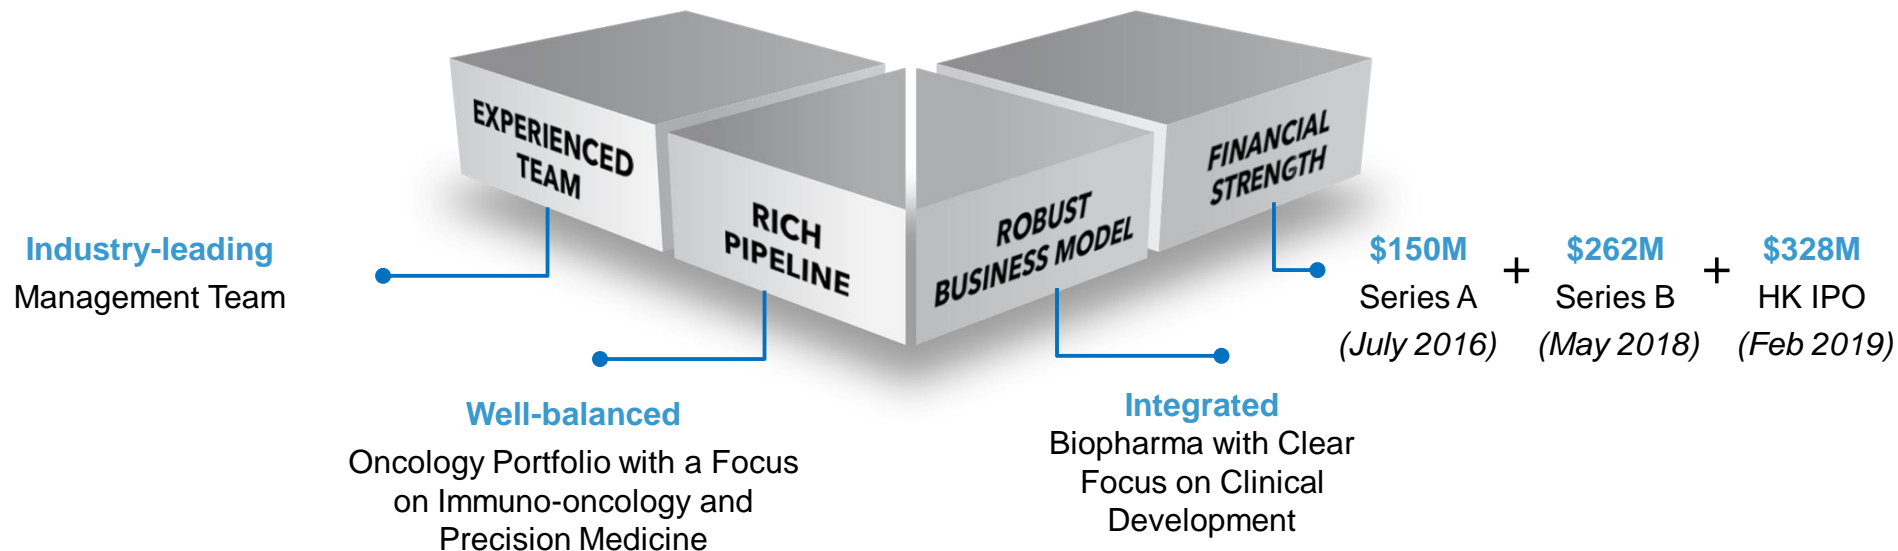 EXPERIENCED
TEAM
RICH
PIPELINE
ROBUST
BUSINESS MODEL
FINANCIAL
STRENGTH
Industry-leading
Management Team
Well-balanced
Oncology Portfolio with a Focus
on Immuno-oncology and
Precision Medicine
Integrated
Biopharma with Clear
Focus on Clinical
Development
$150M
Series A
(July 2016)
+
$262M
Series B
(May 2018)
+
$328M
HK IPO
(Feb 2019)